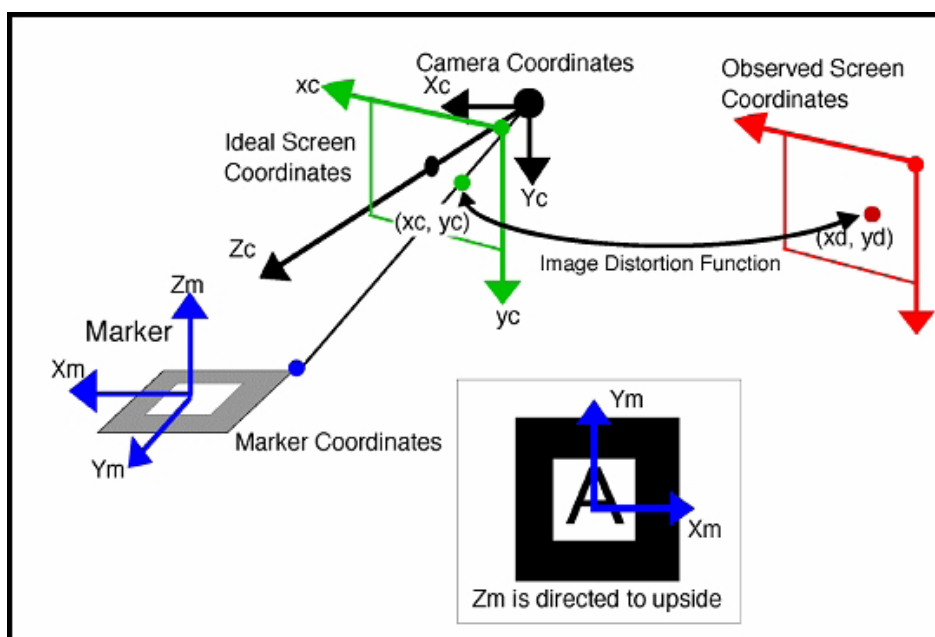 Camera Coordinates
Xc
xc
Observed Screen
Coordinates
Ideal Screen
Coordinates
Yc
(xc, yc)
(xd, yd)
Zc
Image Distortion Function
Zm
yc
Marker
Xm
Marker Coordinates
Ym
Ym
A
Xm
Zm is directed to upside